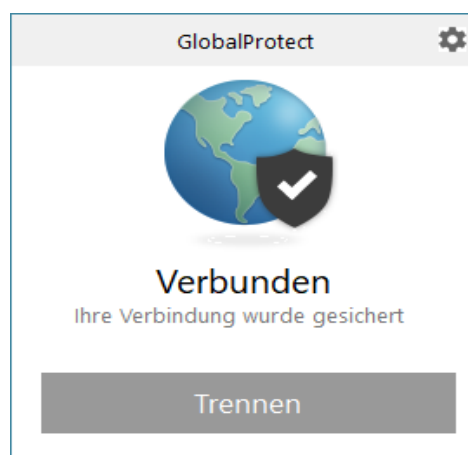 GlobalProtect
Verbunden
Ihre Verbindung wurde gesichert
Trennen